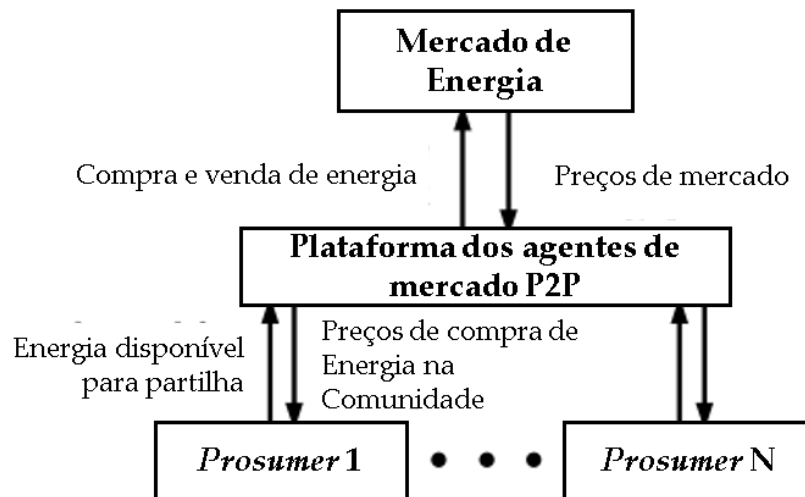 Mercado de
Energia
Compra e venda de energia
Preços de mercado
Plataforma dos agentes de
mercado P2P
Energia disponível
para partilha
Preços de compra de
Energia na
Comunidade
Prosumer 1
Prosumer N